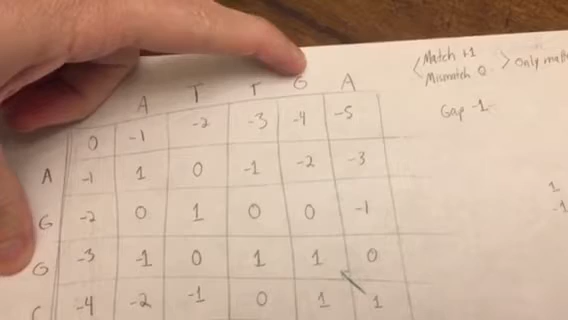 Match +1
Mismatch 0 > Only
Gap -1
A T T G A
0 -1 -2 -3 -4 -5
A -1 1 0 -1 -2 -3
G -2 0 1 0 0 -1
G -3 -1 0 1 1 0
C -4 -2 -1 0 1 1
1
-1